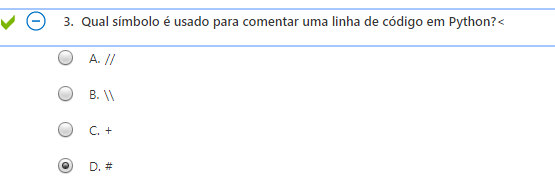 3. Qual símbolo é usado para comentar uma linha de código em Python?<
A. //
B. \\
C. +
D. #